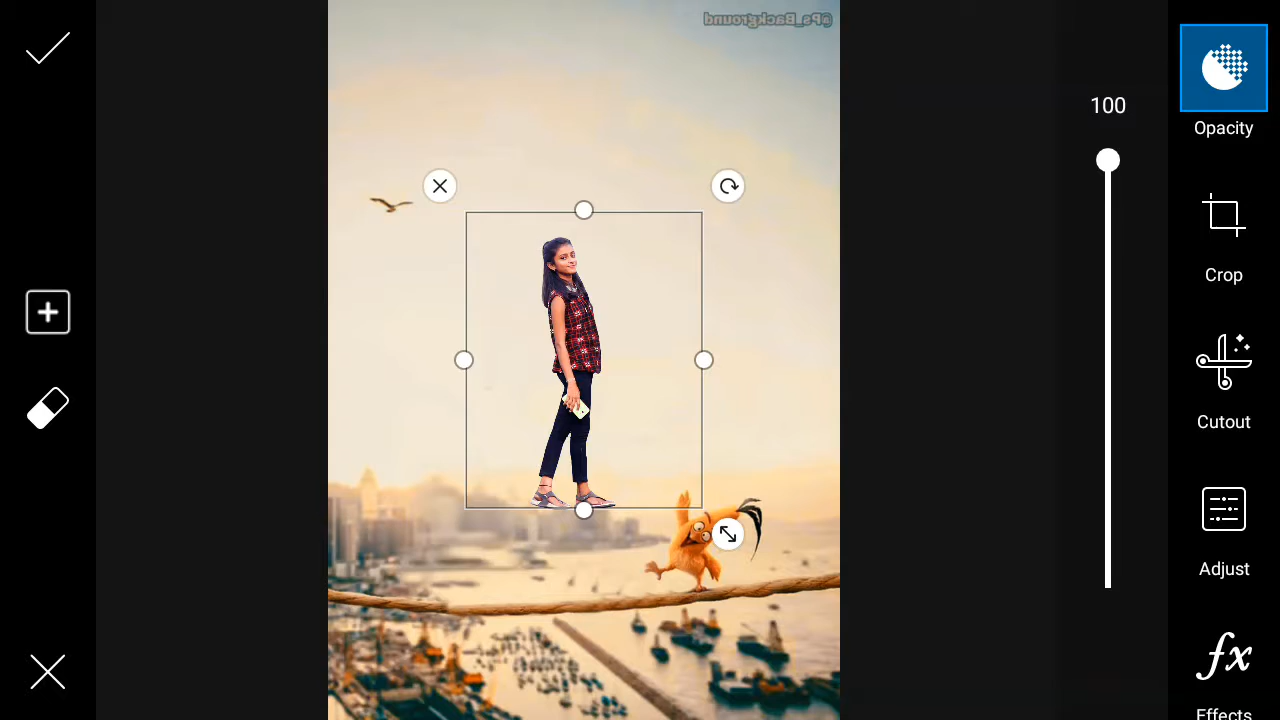 @Ps_Background
100
Opacity
Crop
Cutout
Adjust
fx
Effects